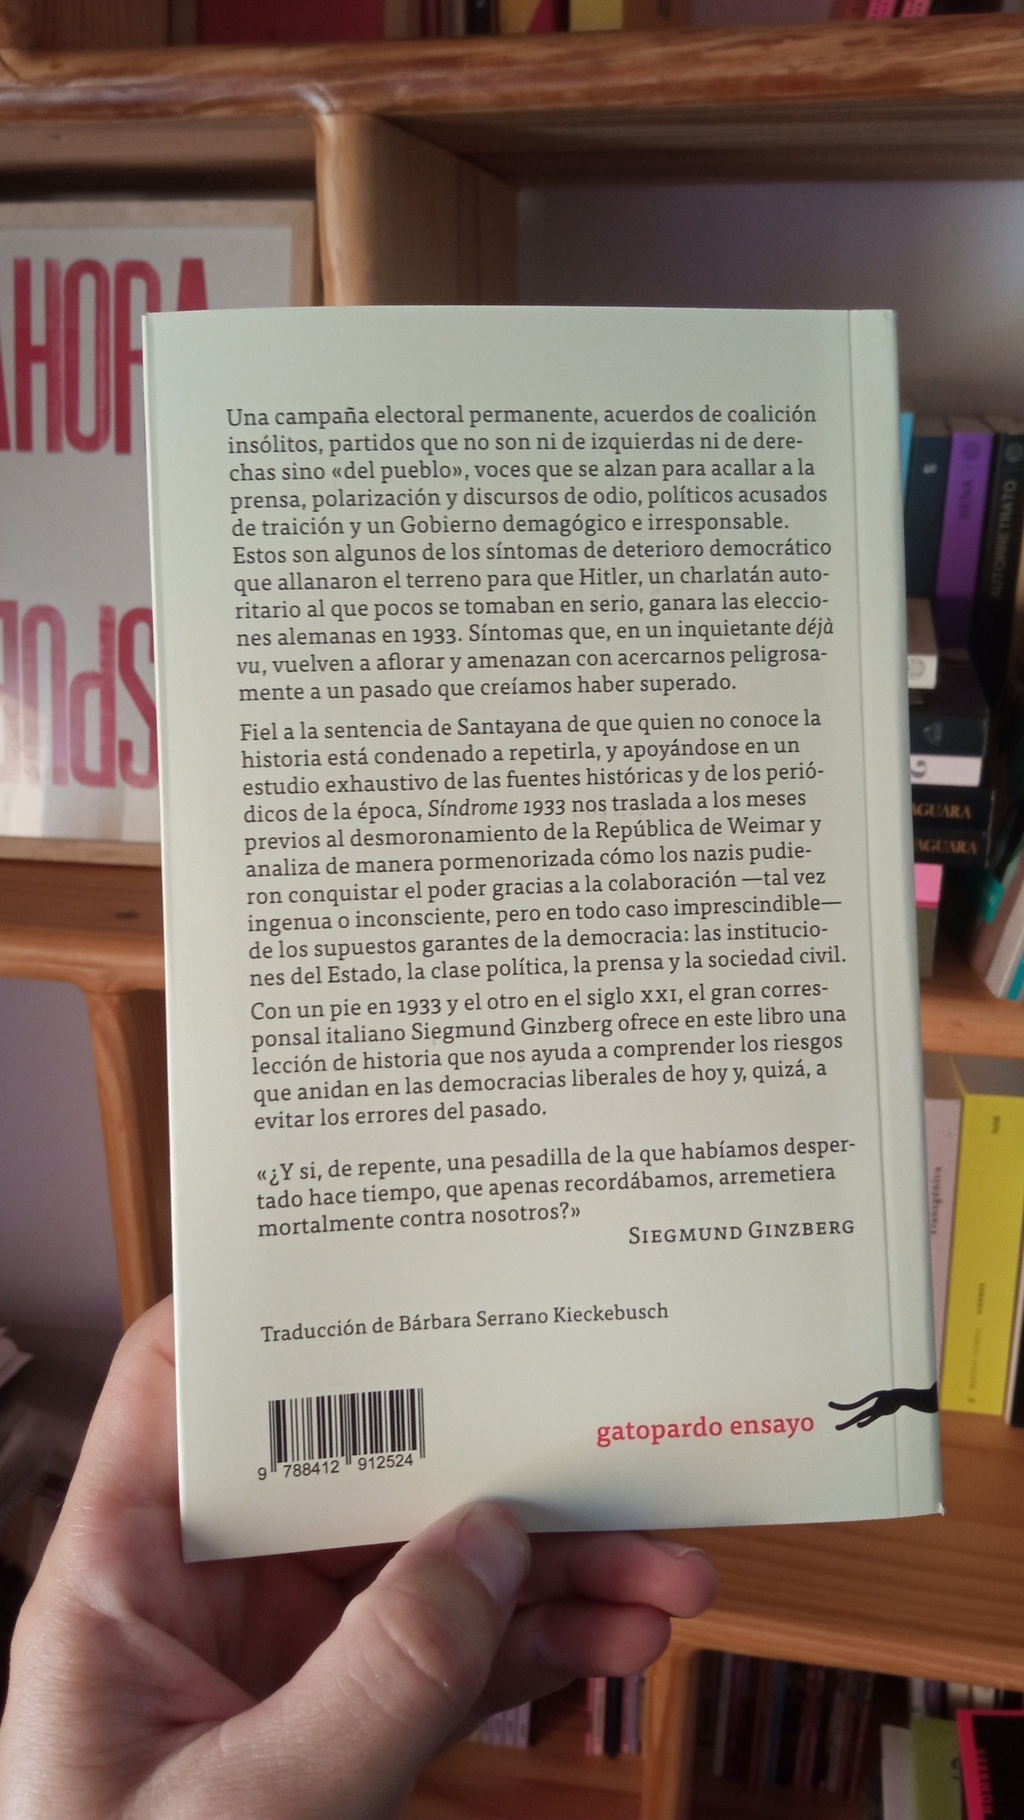 AHORA
Una campaña electoral permanente, acuerdos de coalición
insólitos, partidos que no son ni de izquierdas ni de dere-
chas sino «del pueblo», voces que se alzan para acallar a la
prensa, polarización y discursos de odio, políticos acusados
de traición y un Gobierno demagógico e irresponsable.
Estos son algunos de los síntomas de deterioro democrático
que allanaron el terreno para que Hitler, un charlatán auto-
ritario al que pocos se tomaban en serio, ganara las eleccio-
nes alemanas en 1933. Síntomas que, en un inquietante déjà
vu, vuelven a aflorar y amenazan con acercarnos peligrosa-
mente a un pasado que creíamos haber superado.
Fiel a la sentencia de Santayana de que quien no conoce la
historia está condenado a repetirla, y apoyándose en un
estudio exhaustivo de las fuentes históricas y de los perió-
dicos de la época, Síndrome 1933 nos traslada a los meses
previos al desmoronamiento de la República de Weimar y
analiza de manera pormenorizada cómo los nazis pudie-
ron conquistar el poder gracias a la colaboración —tal vez
ingenua o inconsciente, pero en todo caso imprescindible—
de los supuestos garantes de la democracia: las institucio-
nes del Estado, la clase política, la prensa y la sociedad civil.
Con un pie en 1933 y el otro en el siglo XXI, el gran corres-
ponsal italiano Siegmund Ginzberg ofrece en este libro una
lección de historia que nos ayuda a comprender los riesgos
que anidan en las democracias liberales de hoy y, quizá, a
evitar los errores del pasado.
«¿Y si, de repente, una pesadilla de la que habíamos desper-
tado hace tiempo, que apenas recordábamos, arremetiera
mortalmente contra nosotros?»
SIEGMUND GINZBERG
Traducción de Bárbara Serrano Kieckebusch
9 788412 912524
gatopardo ensayo
NENA
AUTORRETRATO
AGUARA
AGUARA